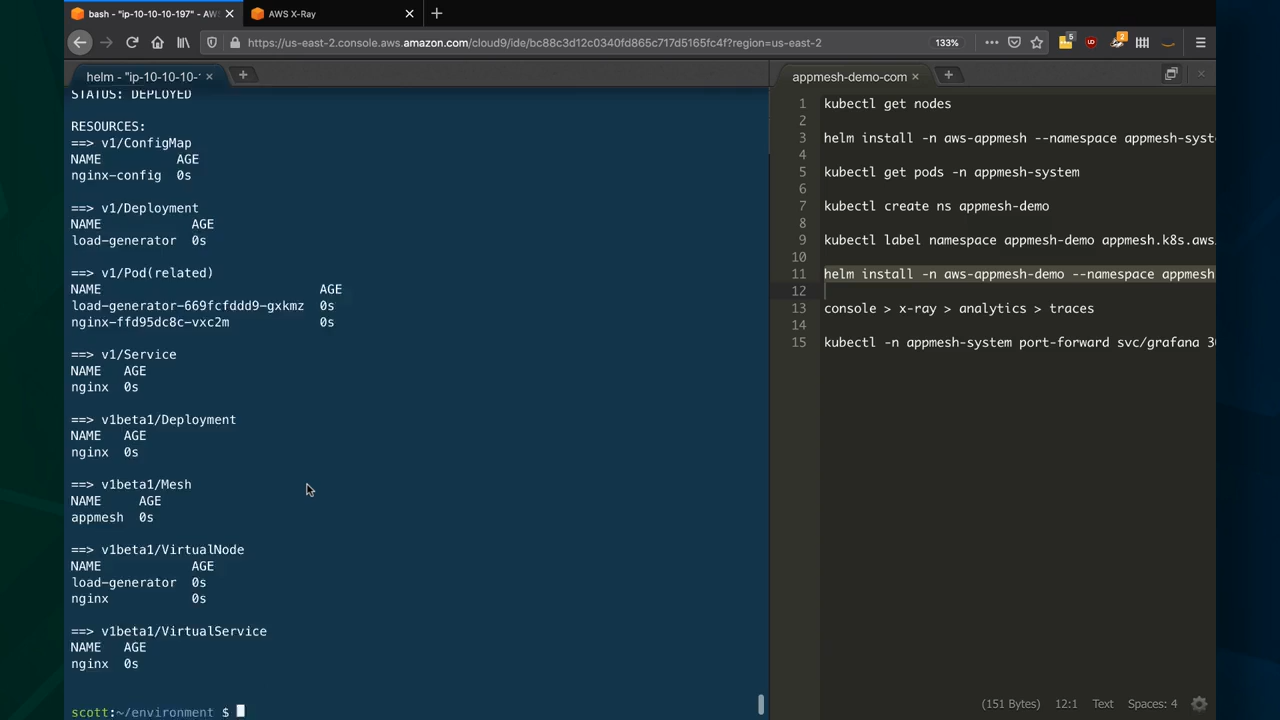 bash - "ip-10-10-10-197" - AW
AWS X-Ray
https://us-east-2.console.aws.amazon.com/cloud9/ide/bc88c3d12c0340fd865c717d5165fc4f?region=us-east-2
133%
5
2
helm - "ip-10-10-10-
STATUS: DEPLOYED
RESOURCES:
==> v1/ConfigMap
NAME AGE
nginx-config 0s
==> v1/Deployment
NAME AGE
load-generator 0s
==> v1/Pod(related)
NAME AGE
load-generator-669fcfddd9-gxkmz 0s
nginx-ffd95dc8c-vxc2m 0s
==> v1/Service
NAME AGE
nginx 0s
==> v1beta1/Deployment
NAME AGE
nginx 0s
==> v1beta1/Mesh
NAME AGE
appmesh 0s
==> v1beta1/VirtualNode
NAME AGE
load-generator 0s
nginx 0s
==> v1beta1/VirtualService
NAME AGE
nginx 0s
scott:~/environment $
appmesh-demo-com
1 kubectl get nodes
2
3 helm install -n aws-appmesh --namespace appmesh-syst
4
5 kubectl get pods -n appmesh-system
6
7 kubectl create ns appmesh-demo
8
9 kubectl label namespace appmesh-demo appmesh.k8s.aws
10
11 helm install -n aws-appmesh-demo --namespace appmesh
12
13 console > x-ray > analytics > traces
14
15 kubectl -n appmesh-system port-forward svc/grafana 30
(151 Bytes) 12:1 Text Spaces: 4